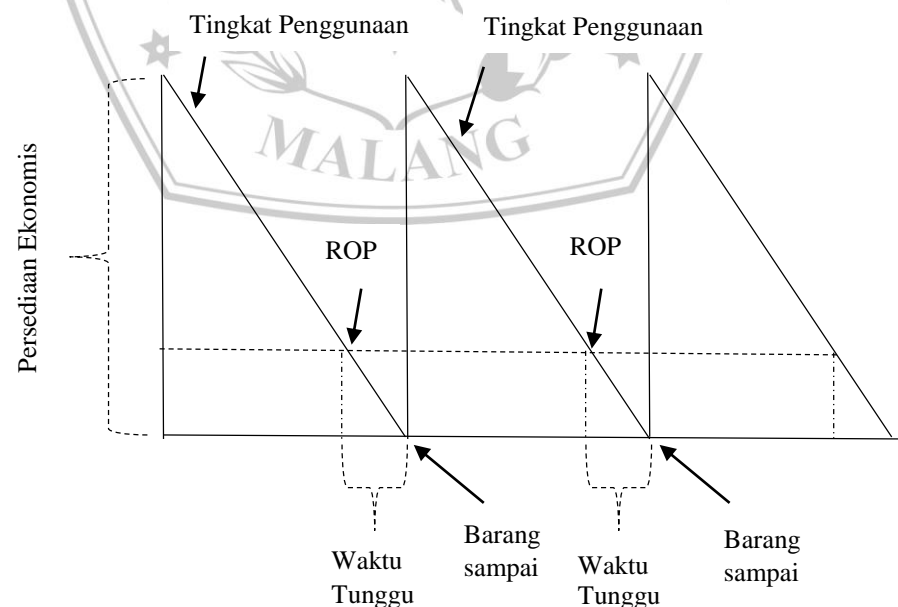 Tingkat Penggunaan
Tingkat Penggunaan
MALANG
Persediaan Ekonomis
ROP
ROP
Waktu
Tunggu
Barang
sampai
Waktu
Tunggu
Barang
sampai